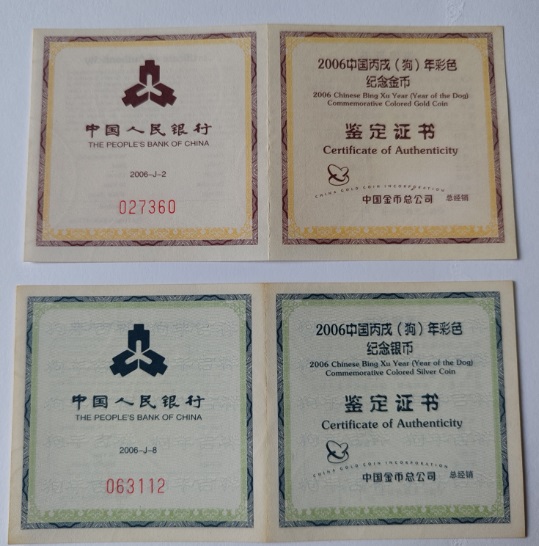 中国人民银行
THE PEOPLE'S BANK OF CHINA
2006-J-2
027360
2006中国丙戌（狗）年彩色
纪念金币
2006 Chinese Bing Xu Year (Year of the Dog)
Commemorative Colored Gold Coin
鉴定证书
Certificate of Authenticity
CHINA GOLD COIN INCORPORATION
中国金币总公司 总经销
中国人民银行
THE PEOPLE'S BANK OF CHINA
2006-J-8
063112
2006中国丙戌（狗）年彩色
纪念银币
2006 Chinese Bing Xu Year (Year of the Dog)
Commemorative Colored Silver Coin
鉴定证书
Certificate of Authenticity
CHINA GOLD COIN INCORPORATION
中国金币总公司 总经销